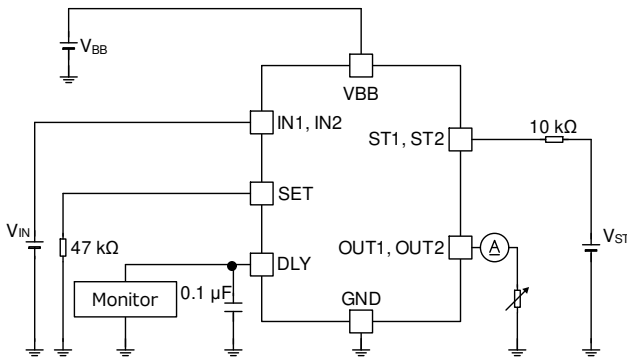 VBB
VBB
IN1, IN2
ST1, ST2
10 kΩ
SET
VIN
47 kΩ
OUT1, OUT2
A
VST
DLY
Monitor
0.1 µF
GND